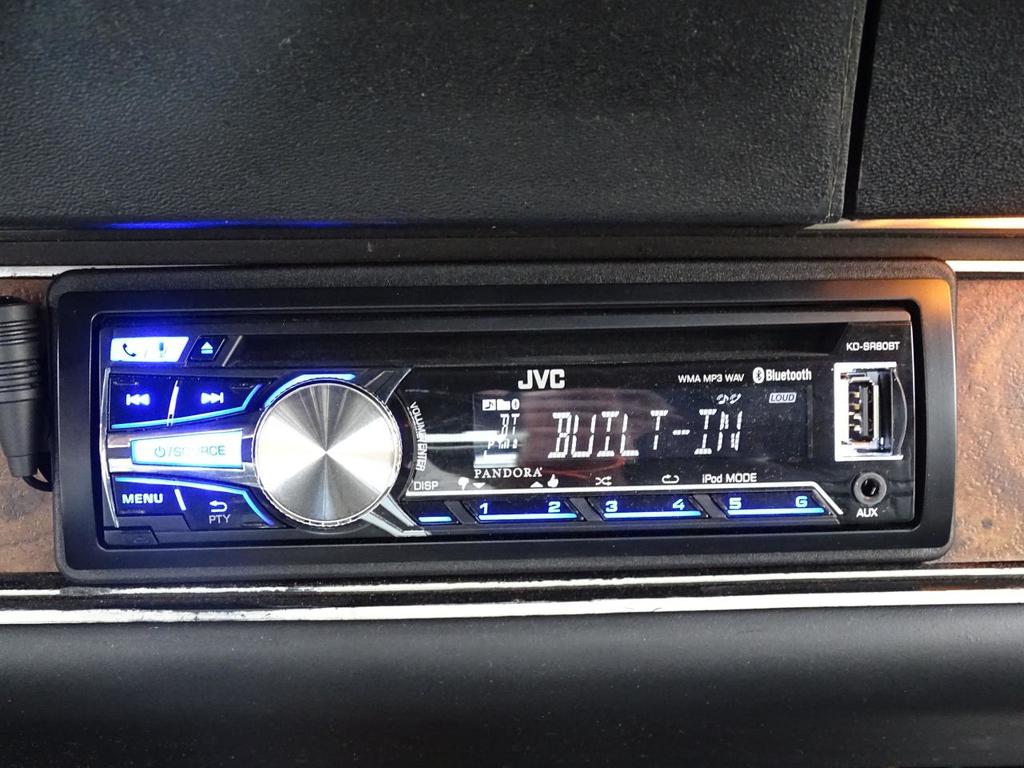 KD-SR80BT
JVC
WMA MP3 WAV Bluetooth
LOUD
BT BUILT-IN
/SOURCE
VOLUME/ENTER
PANDORA
DISP
iPod MODE
MENU
PTY
1 2 3 4 5 6
AUX